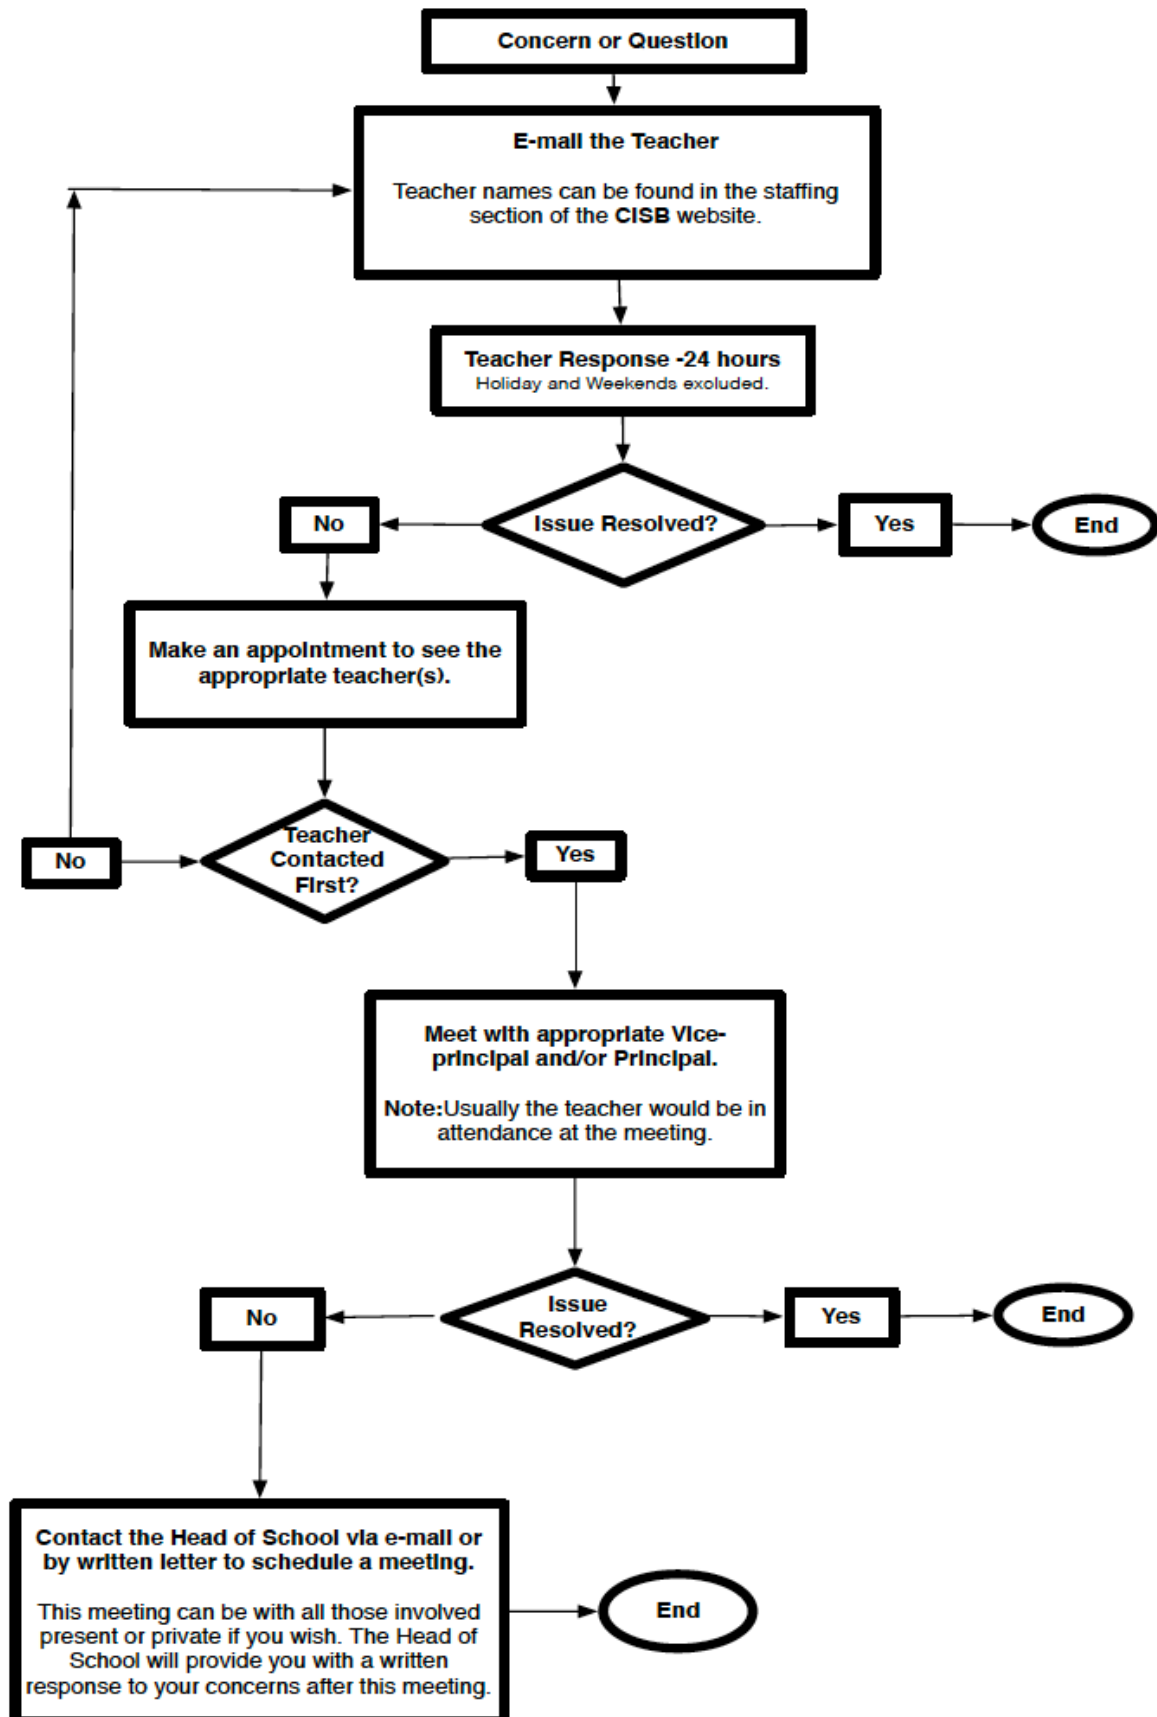 Concern or Question
E-mail the Teacher
Teacher names can be found in the staffing
section of the CISB website.
Teacher Response -24 hours
Holiday and Weekends excluded.
Issue Resolved?
No
Yes
End
Make an appointment to see the
appropriate teacher(s).
Teacher
Contacted
First?
No
Yes
Meet with appropriate Vice-
principal and/or Principal.
Note:Usually the teacher would be in
attendance at the meeting.
Issue
Resolved?
No
Yes
End
Contact the Head of School via e-mail or
by written letter to schedule a meeting.
This meeting can be with all those involved
present or private if you wish. The Head of
School will provide you with a written
response to your concerns after this meeting.
End